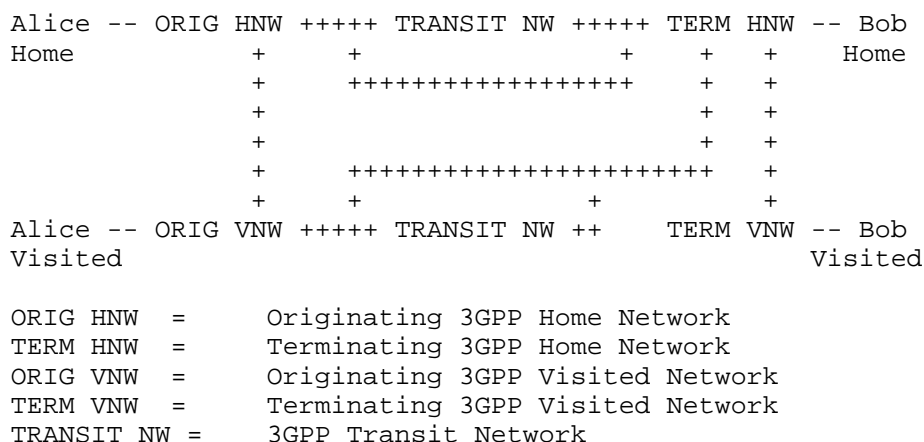 Alice -- ORIG HNW +++++ TRANSIT NW +++++ TERM HNW -- Bob
Home            +     +                 +     +   +    Home
                +     ++++++++++++++++++     +   +
                +                            +   +
                +                            +   +
                +     +++++++++++++++++++++++    +
                +     +               +          +
Alice -- ORIG VNW +++++ TRANSIT NW ++    TERM VNW -- Bob
Visited                                              Visited
ORIG HNW  =     Originating 3GPP Home Network
TERM HNW  =     Terminating 3GPP Home Network
ORIG VNW  =     Originating 3GPP Visited Network
TERM VNW  =     Terminating 3GPP Visited Network
TRANSIT NW =    3GPP Transit Network